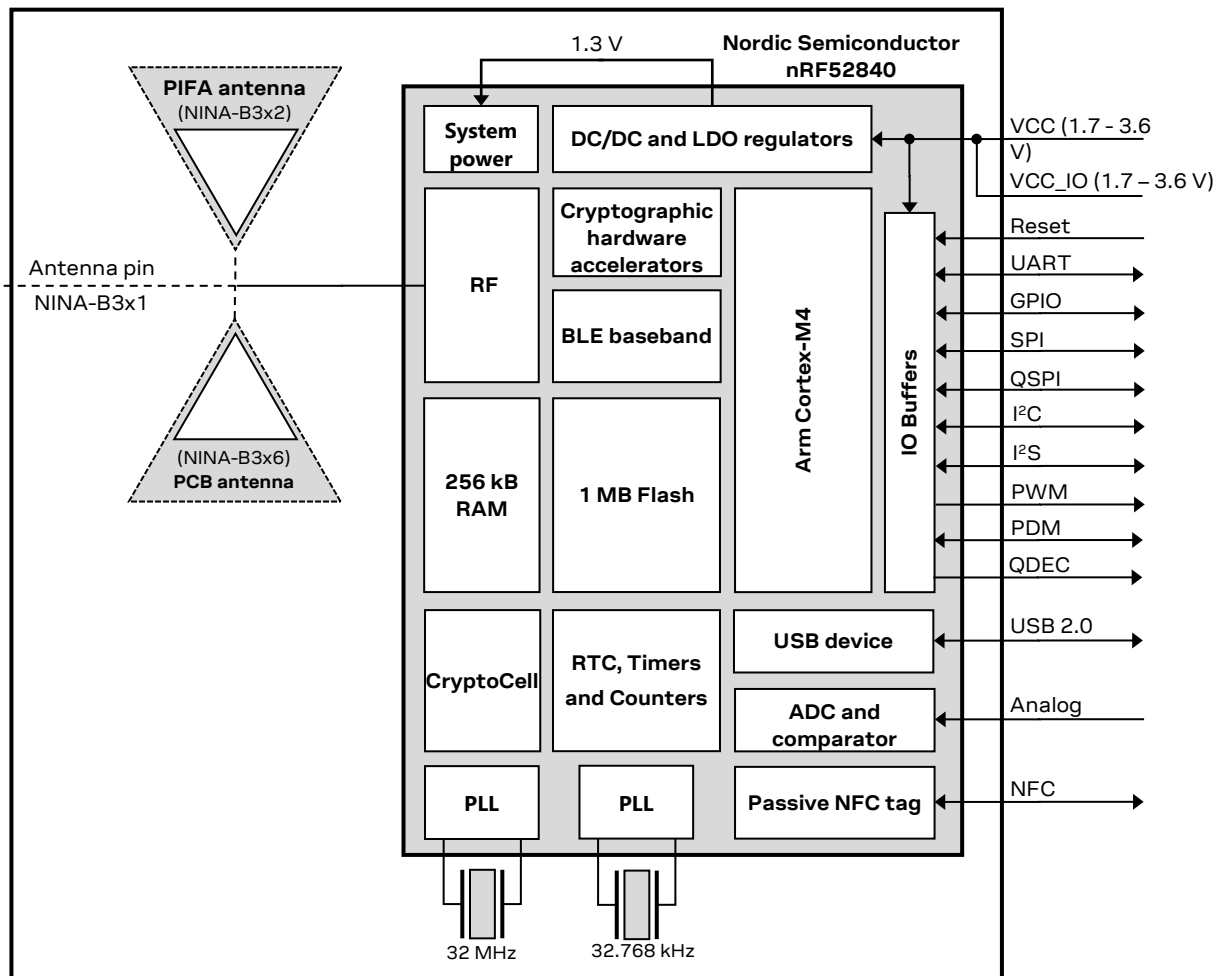 1.3 V
Nordic Semiconductor
nRF52840
PIFA antenna
(NINA-B3x2)
System
power
DC/DC and LDO regulators
VCC (1.7 - 3.6
V)
VCC_IO (1.7 – 3.6 V)
Antenna pin
NINA-B3x1
RF
Cryptographic
hardware
accelerators
BLE baseband
Arm Cortex-M4
IO Buffers
Reset
UART
GPIO
SPI
QSPI
I²C
I²S
PWM
PDM
QDEC
(NINA-B3x6)
PCB antenna
256 kB
RAM
1 MB Flash
CryptoCell
RTC, Timers
and Counters
USB device
USB 2.0
ADC and
comparator
Analog
PLL
PLL
Passive NFC tag
NFC
32 MHz
32.768 kHz